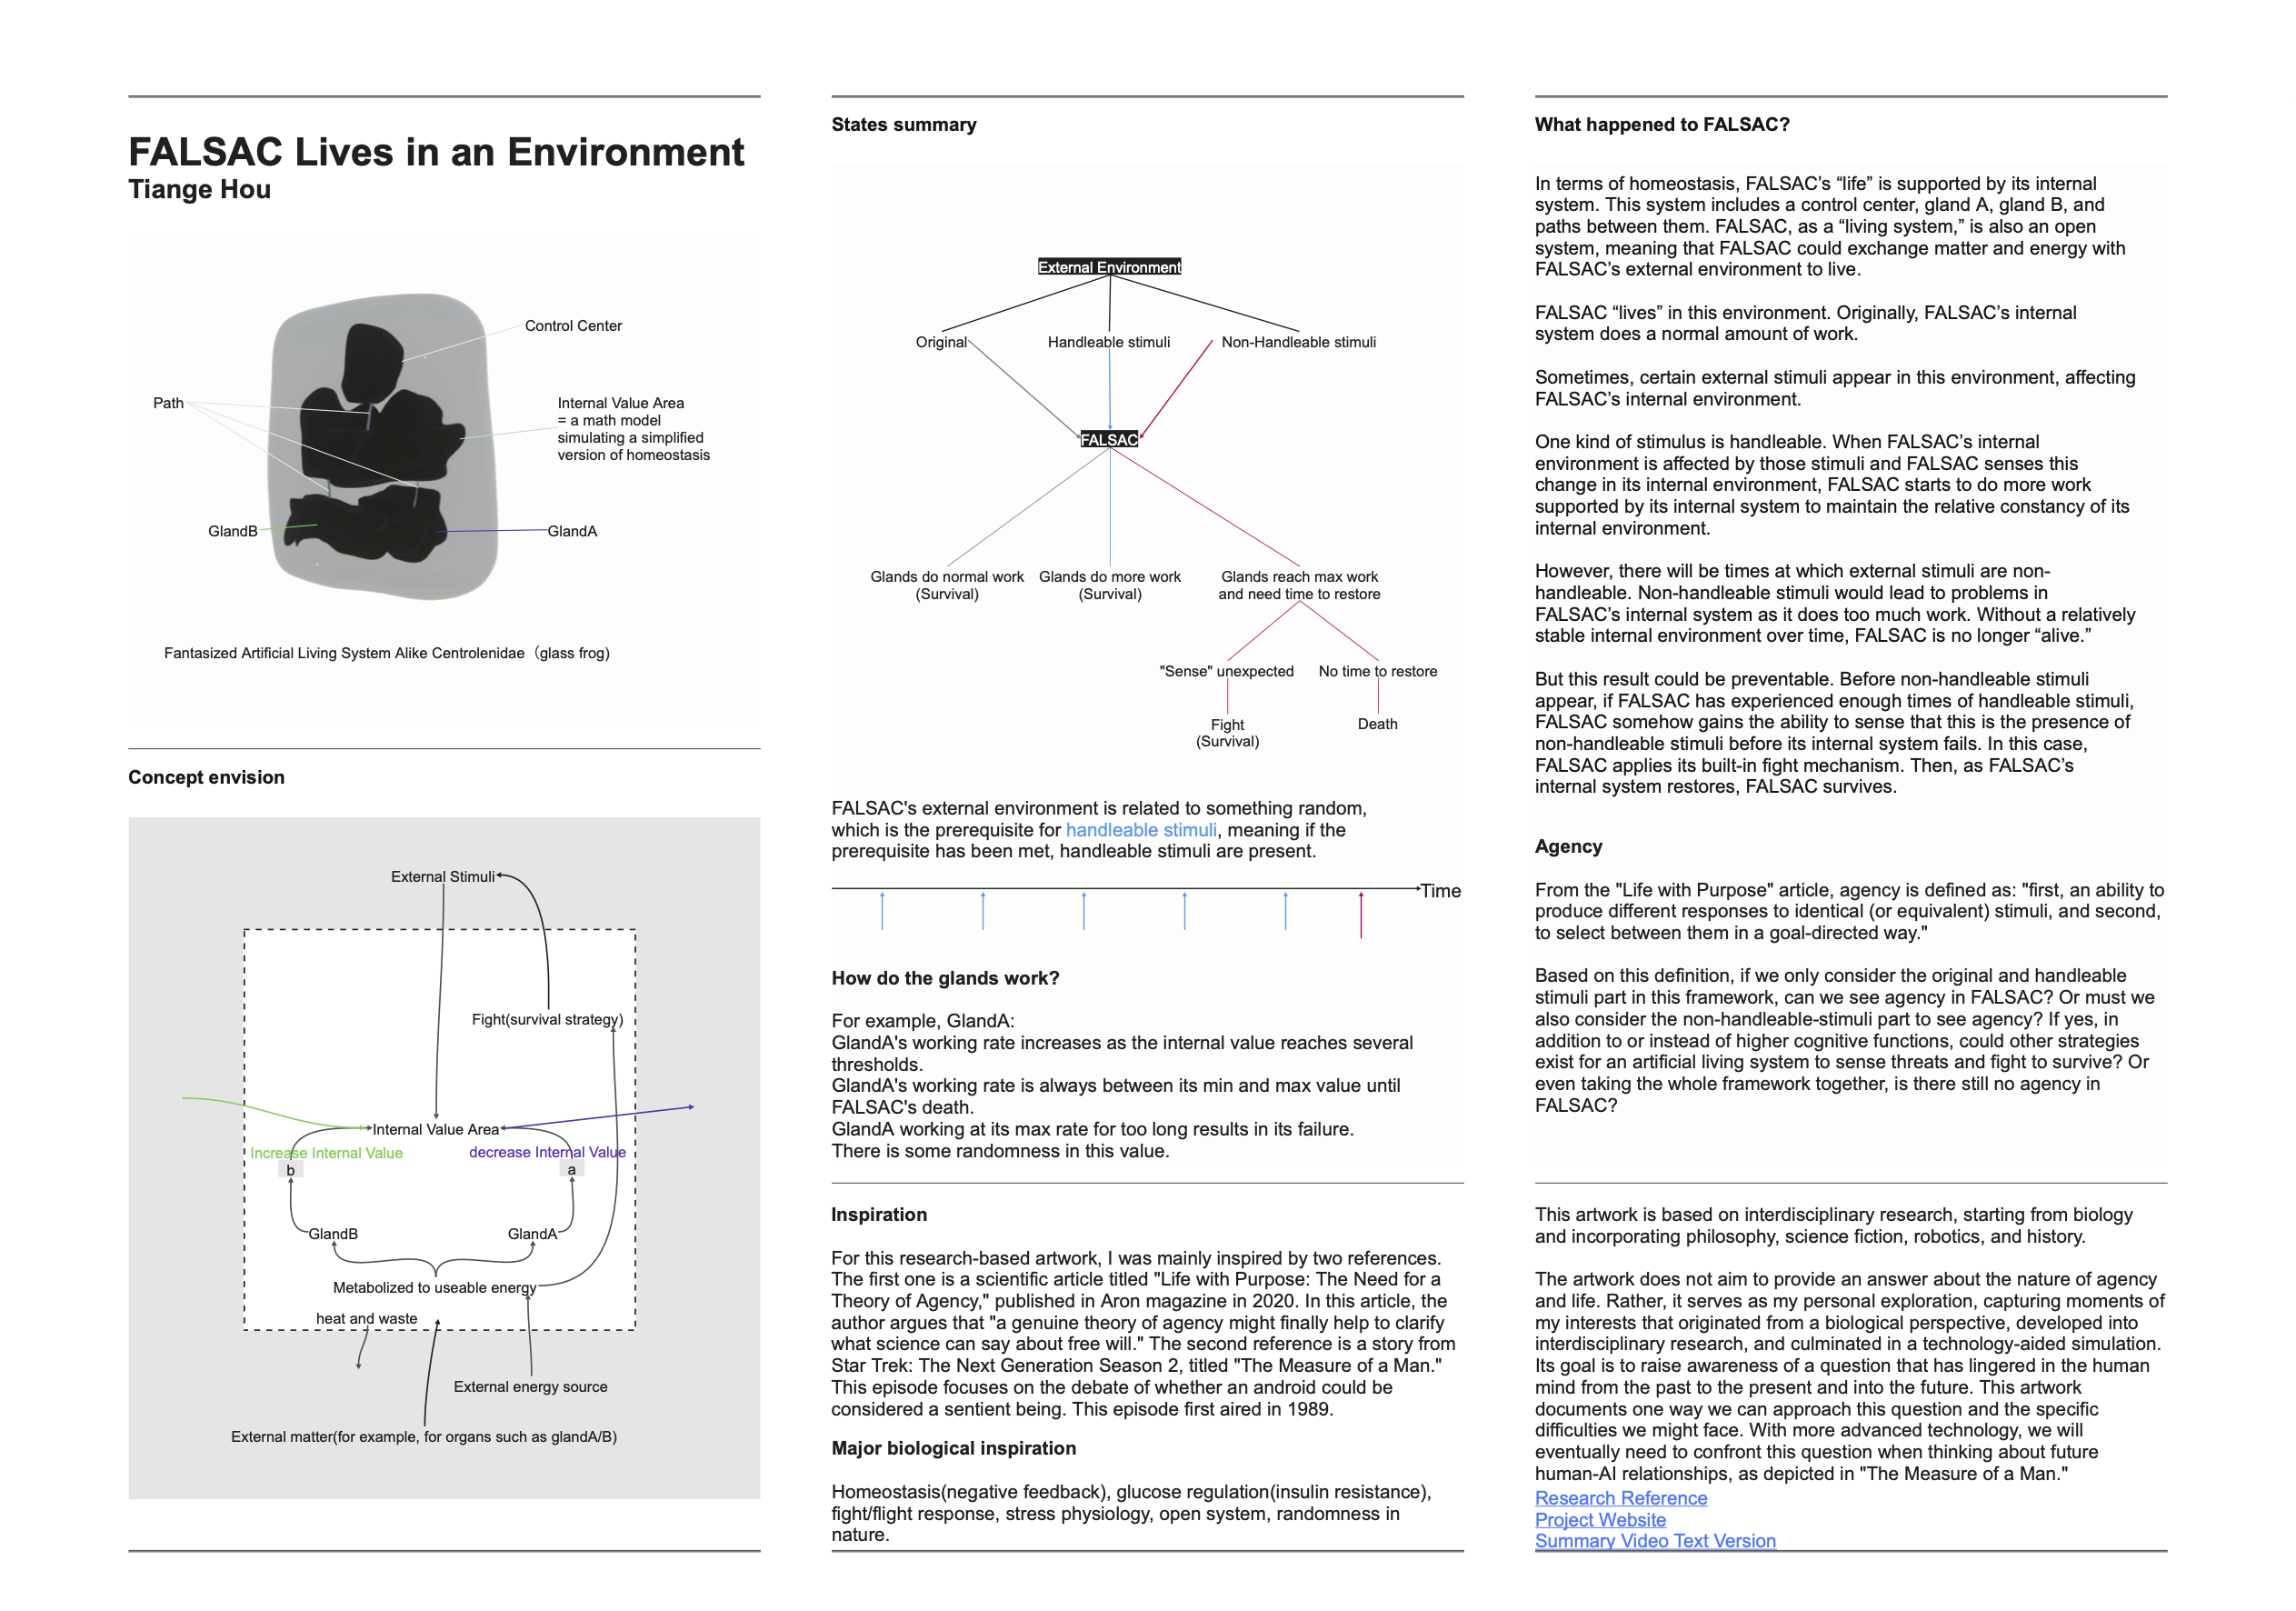 FALSAC Lives in an Environment
Tiange Hou
Control Center
Path
Internal Value Area
= a math model
simulating a simplified
version of homeostasis
GlandB
GlandA
Fantasized Artificial Living System Alike Centrolenidae（glass frog)
Concept envision
External Stimuli
Fight(survival strategy)
Internal Value Area
Increase Internal Value
decrease Internal Value
b
a
GlandB
GlandA
Metabolized to useable energy
heat and waste
External energy source
External matter(for example, for organs such as glandA/B)
States summary
External Environment
Original
Handleable stimuli
Non-Handleable stimuli
FALSAC
Glands do normal work
(Survival)
Glands do more work
(Survival)
Glands reach max work
and need time to restore
"Sense" unexpected
No time to restore
Fight
(Survival)
Death
FALSAC's external environment is related to something random,
which is the prerequisite for handleable stimuli, meaning if the
prerequisite has been met, handleable stimuli are present.
Time
How do the glands work?
For example, GlandA:
GlandA's working rate increases as the internal value reaches several
thresholds.
GlandA's working rate is always between its min and max value until
FALSAC's death.
GlandA working at its max rate for too long results in its failure.
There is some randomness in this value.
Inspiration
For this research-based artwork, I was mainly inspired by two references.
The first one is a scientific article titled "Life with Purpose: The Need for a
Theory of Agency," published in Aron magazine in 2020. In this article, the
author argues that "a genuine theory of agency might finally help to clarify
what science can say about free will." The second reference is a story from
Star Trek: The Next Generation Season 2, titled "The Measure of a Man."
This episode focuses on the debate of whether an android could be
considered a sentient being. This episode first aired in 1989.
Major biological inspiration
Homeostasis(negative feedback), glucose regulation(insulin resistance),
fight/flight response, stress physiology, open system, randomness in
nature.
What happened to FALSAC?
In terms of homeostasis, FALSAC’s “life” is supported by its internal
system. This system includes a control center, gland A, gland B, and
paths between them. FALSAC, as a “living system,” is also an open
system, meaning that FALSAC could exchange matter and energy with
FALSAC’s external environment to live.
FALSAC “lives” in this environment. Originally, FALSAC’s internal
system does a normal amount of work.
Sometimes, certain external stimuli appear in this environment, affecting
FALSAC’s internal environment.
One kind of stimulus is handleable. When FALSAC’s internal
environment is affected by those stimuli and FALSAC senses this
change in its internal environment, FALSAC starts to do more work
supported by its internal system to maintain the relative constancy of its
internal environment.
However, there will be times at which external stimuli are non-
handleable. Non-handleable stimuli would lead to problems in
FALSAC’s internal system as it does too much work. Without a relatively
stable internal environment over time, FALSAC is no longer “alive.”
But this result could be preventable. Before non-handleable stimuli
appear, if FALSAC has experienced enough times of handleable stimuli,
FALSAC somehow gains the ability to sense that this is the presence of
non-handleable stimuli before its internal system fails. In this case,
FALSAC applies its built-in fight mechanism. Then, as FALSAC’s
internal system restores, FALSAC survives.
Agency
From the "Life with Purpose" article, agency is defined as: "first, an ability to
produce different responses to identical (or equivalent) stimuli, and second,
to select between them in a goal-directed way."
Based on this definition, if we only consider the original and handleable
stimuli part in this framework, can we see agency in FALSAC? Or must we
also consider the non-handleable-stimuli part to see agency? If yes, in
addition to or instead of higher cognitive functions, could other strategies
exist for an artificial living system to sense threats and fight to survive? Or
even taking the whole framework together, is there still no agency in
FALSAC?
This artwork is based on interdisciplinary research, starting from biology
and incorporating philosophy, science fiction, robotics, and history.
The artwork does not aim to provide an answer about the nature of agency
and life. Rather, it serves as my personal exploration, capturing moments of
my interests that originated from a biological perspective, developed into
interdisciplinary research, and culminated in a technology-aided simulation.
Its goal is to raise awareness of a question that has lingered in the human
mind from the past to the present and into the future. This artwork
documents one way we can approach this question and the specific
difficulties we might face. With more advanced technology, we will
eventually need to confront this question when thinking about future
human-AI relationships, as depicted in "The Measure of a Man."
Research Reference
Project Website
Summary Video Text Version